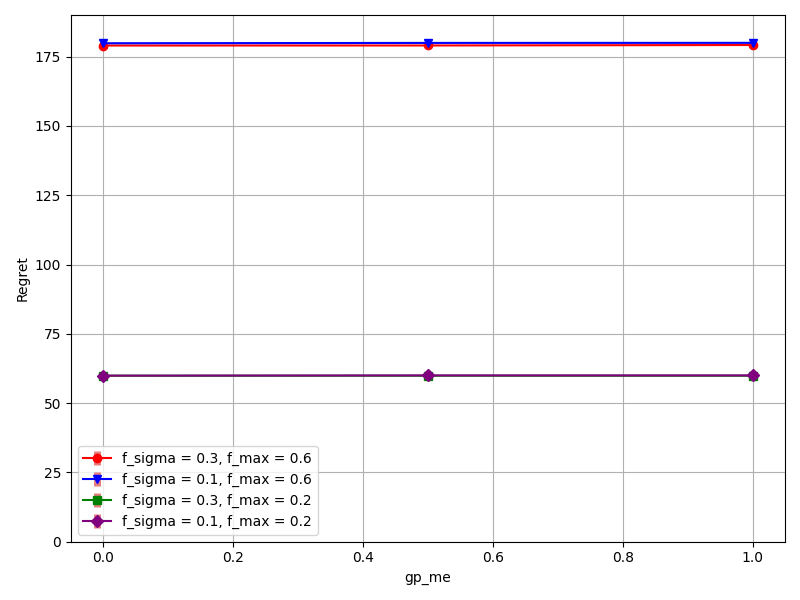 175
150
125
100
75
50
25
0
Regret
f_sigma = 0.3, f_max = 0.6
f_sigma = 0.1, f_max = 0.6
f_sigma = 0.3, f_max = 0.2
f_sigma = 0.1, f_max = 0.2
0.0 0.2 0.4 0.6 0.8 1.0
gp_me